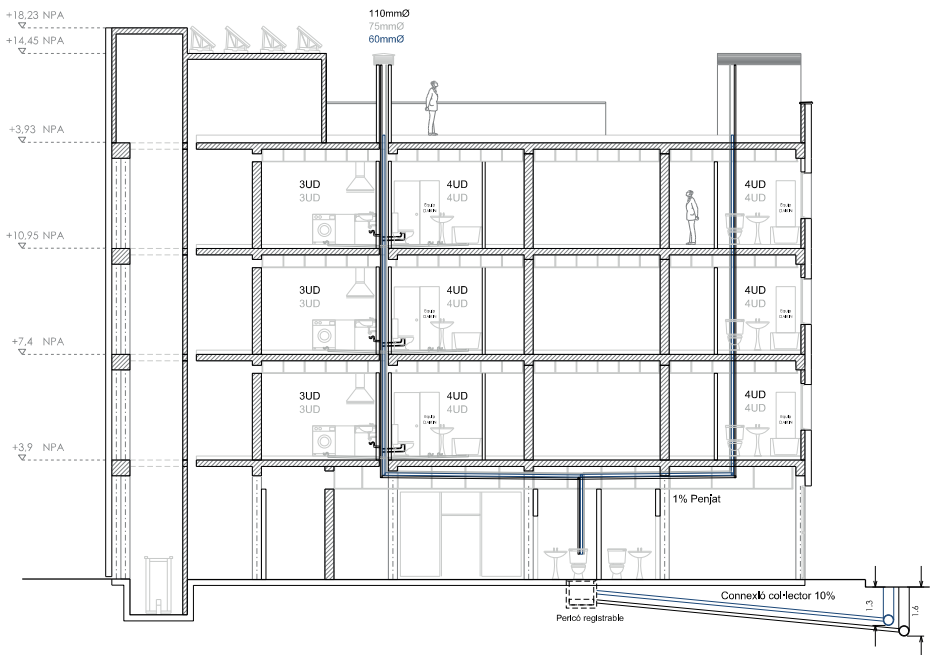 110mmØ
75mmØ
60mmØ
+18,23 NPA
+14,45 NPA
+3,93 NPA
3UD
3UD
4UD
4UD
4UD
4UD
+10,95 NPA
3UD
3UD
4UD
4UD
4UD
4UD
+7,4 NPA
3UD
3UD
4UD
4UD
4UD
4UD
+3,9 NPA
1% Penjat
Connexió col·lector 10%
1.3
1.6
Pericó registrable